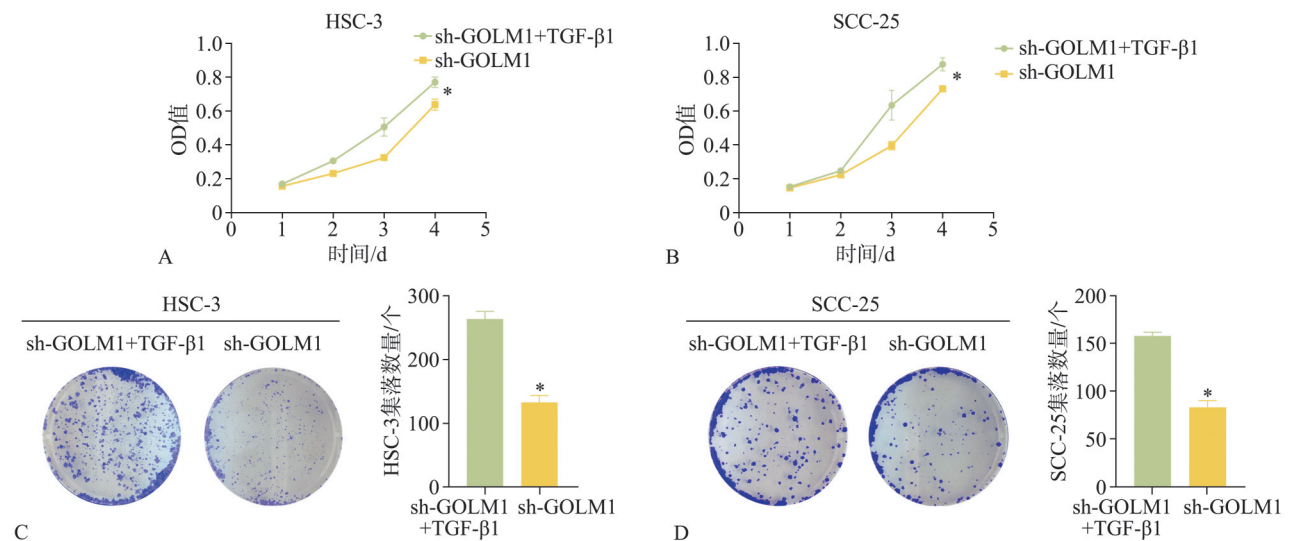 A
HSC-3
sh-GOLM1+TGF-β1
sh-GOLM1
1.0
0.8
0.6
0.4
0.2
0
OD值
0 1 2 3 4 5
时间/d
*
B
SCC-25
sh-GOLM1+TGF-β1
sh-GOLM1
1.0
0.8
0.6
0.4
0.2
0
OD值
0 1 2 3 4 5
时间/d
*
C
HSC-3
sh-GOLM1+TGF-β1 sh-GOLM1
HSC-3集落数量/个
300
200
100
0
*
sh-GOLM1
+TGF-β1
sh-GOLM1
D
SCC-25
sh-GOLM1+TGF-β1 sh-GOLM1
SCC-25集落数量/个
200
150
100
50
0
*
sh-GOLM1
+TGF-β1
sh-GOLM1